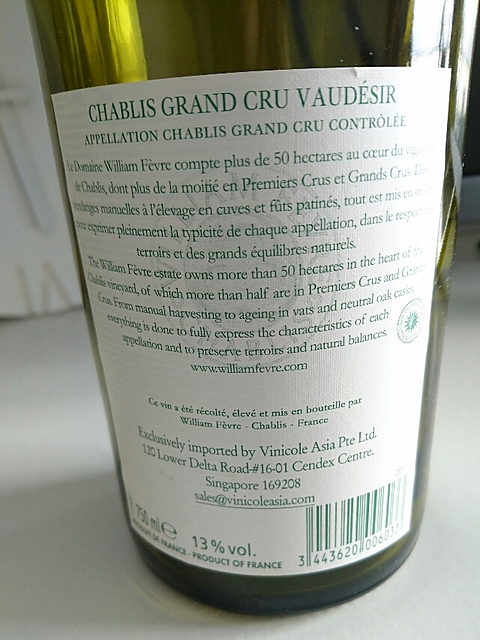 CHABLIS GRAND CRU VAUDÉSIR
APPELLATION CHABLIS GRAND CRU CONTRÔLÉE
Le Domaine William Fèvre compte plus de 50 hectares au cœur du
de Chablis, dont plus de la moitié en Premiers Crus et Grands Crus.
manuelles à l'élevage en cuves et fûts patinés, tout est mis en
pour exprimer pleinement la typicité de chaque appellation, dans le respect
terroirs et des grands équilibres naturels.
The William Fèvre estate owns more than 50 hectares in the heart of the
Chablis vineyard, of which more than half are in Premiers Crus and Grands
Crus. From manual harvesting to ageing in vats and neutral oak casks,
everything is done to fully express the characteristics of each
appellation and to preserve terroirs and natural balances.
www.williamfevre.com
Ce vin a été récolté, élevé et mis en bouteille par
William Fèvre - Chablis - France
Exclusively imported by Vinicole Asia Pte Ltd.
120 Lower Delta Road-#16-01 Cendex Centre.
Singapore 169208
sales@vinicoleasia.com
750 ml e
13 % vol.
PRODUIT DE FRANCE - PRODUCT OF FRANCE
3 443620 006031